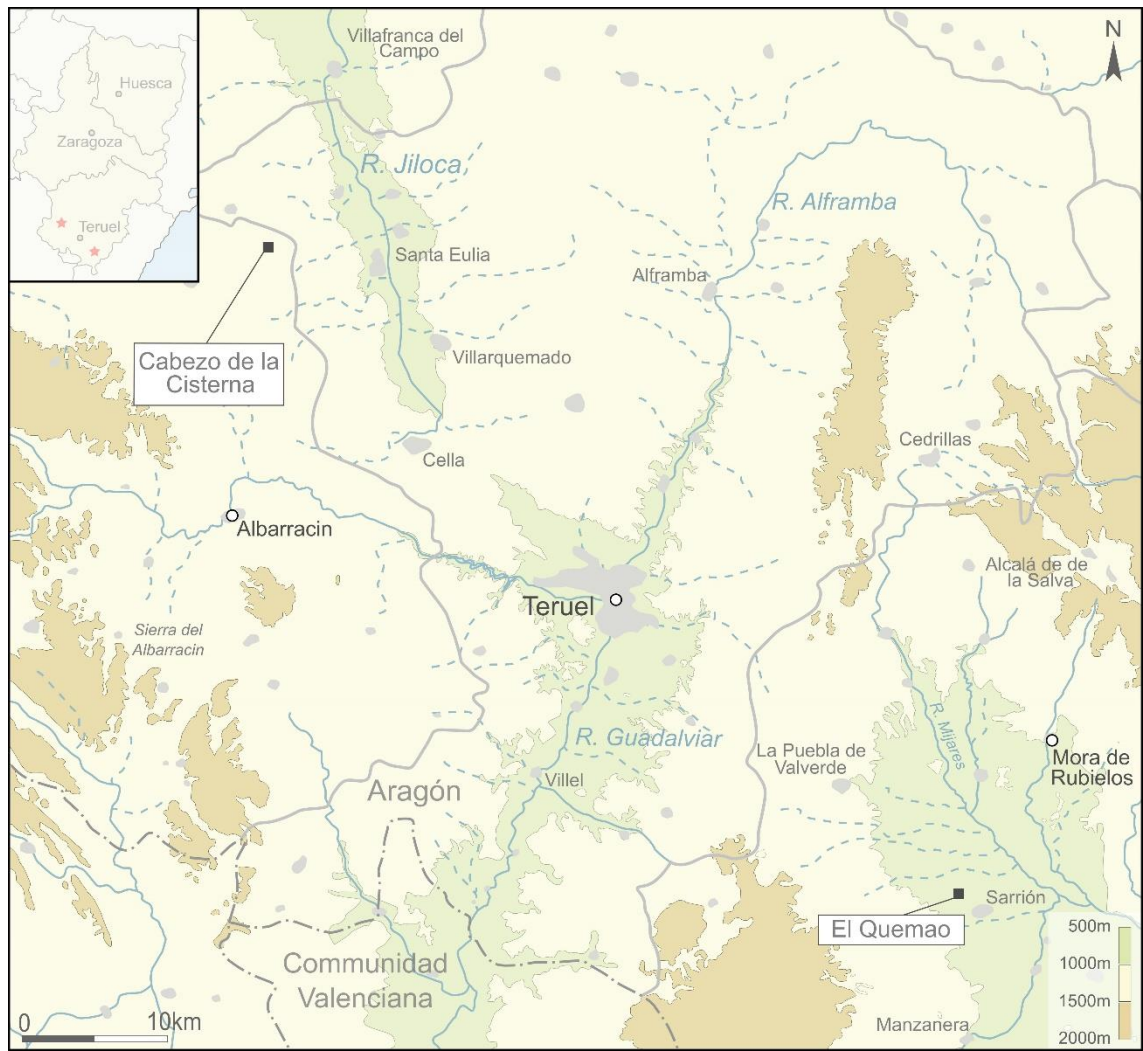 Huesca
Zaragoza
Teruel
Villafranca del
Campo
N
R. Jiloca
R. Alframba
Santa Eulia
Alframba
Cabezo de la
Cisterna
Villarquemado
Cella
Cedrillas
Albarracin
Alcalá de de
la Salva
Teruel
Sierra del
Albarracin
R. Mijares
R. Guadalviar
La Puebla de
Valverde
Mora de
Rubielos
Villel
Aragón
Sarrión
El Quemao
Communidad
Valenciana
500m
1000m
1500m
2000m
0 10km
Manzanera